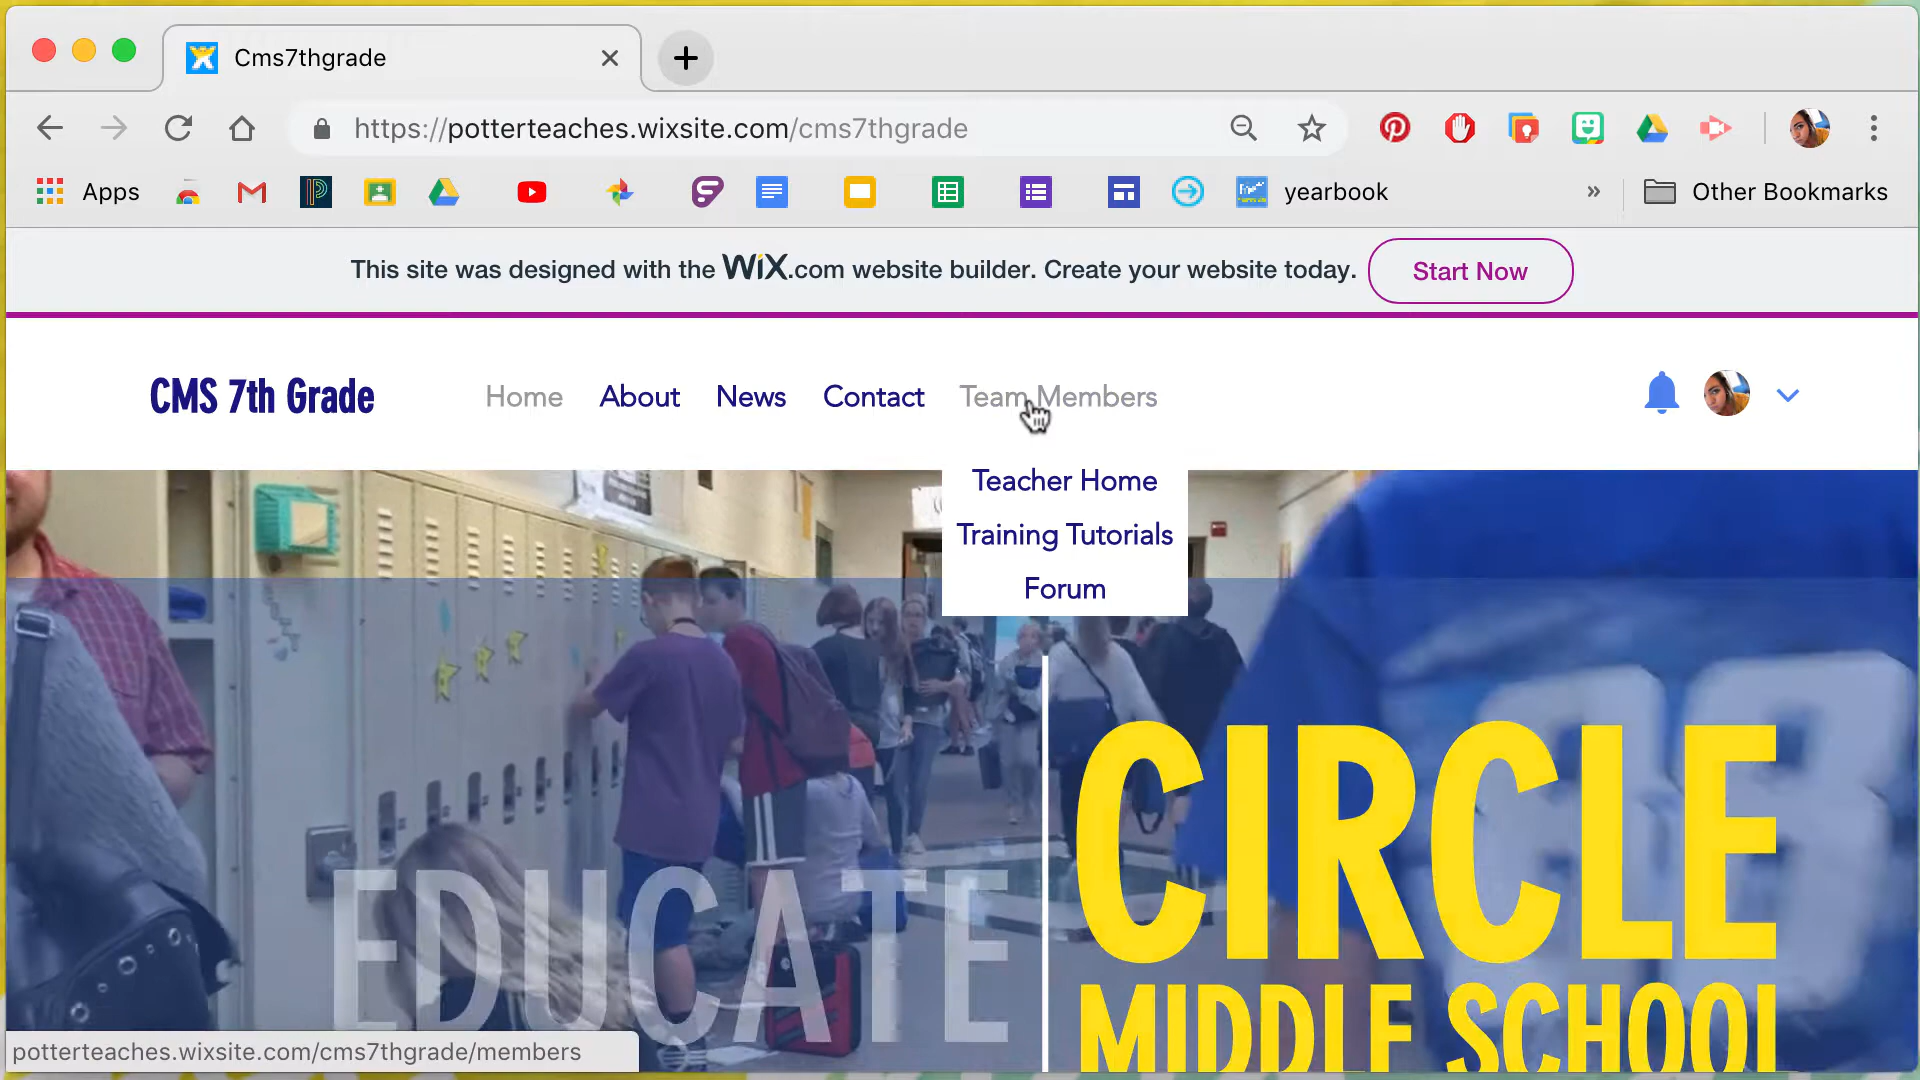 Cms7thgrade
https://potterteaches.wixsite.com/cms7thgrade
Apps
yearbook
»
Other Bookmarks
This site was designed with the WiX.com website builder. Create your website today.
Start Now
CMS 7th Grade
Home
About
News
Contact
Team Members
Teacher Home
Training Tutorials
Forum
EDUCATE
CIRCLE
MIDDLE SCHOOL
potterteaches.wixsite.com/cms7thgrade/members